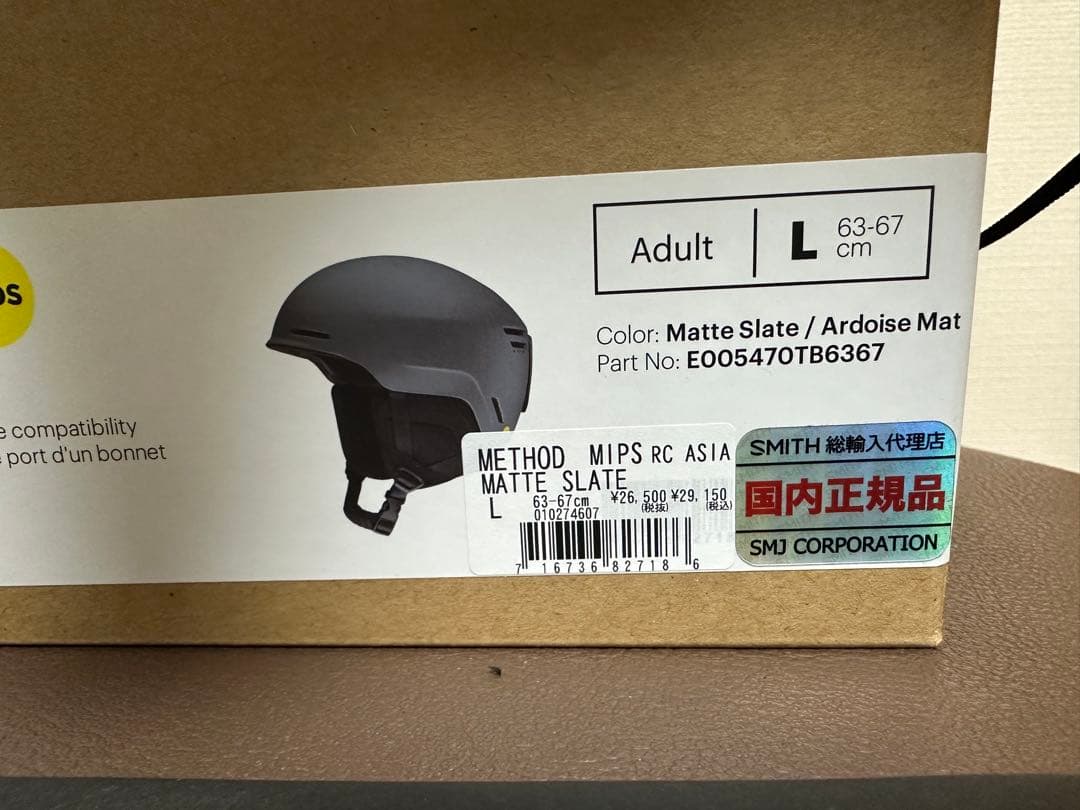 Adult L 63-67 cm
Color: Matte Slate / Ardoise Mat
Part No: E005470TB6367
compatibility
port d'un bonnet
METHOD MIPS RC ASIA
MATTE SLATE
L 63-67cm ¥26,500 ¥29,150
010274607 (税抜) (税込)
7 16736 82718 6
SMITH 総輸入代理店
国内正規品
SMJ CORPORATION